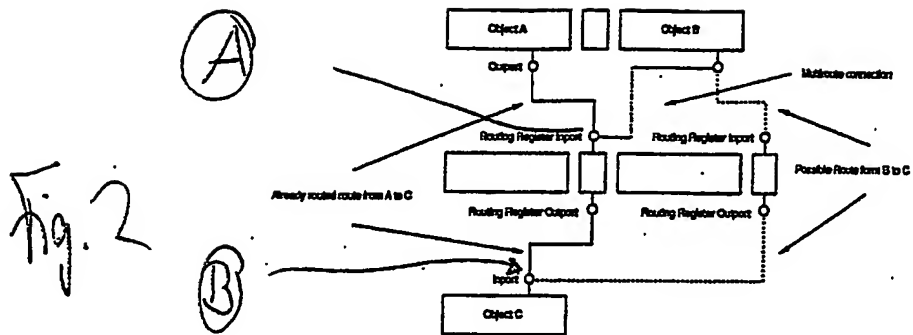 A
Object A
Object B
Outport
Multiroute connection
Routing Register Inport
Routing Register Inport
Already routed route from A to C
Possible Route form B to C
Routing Register Outport
Routing Register Outport
Fig. 2
B
Inport
Object C